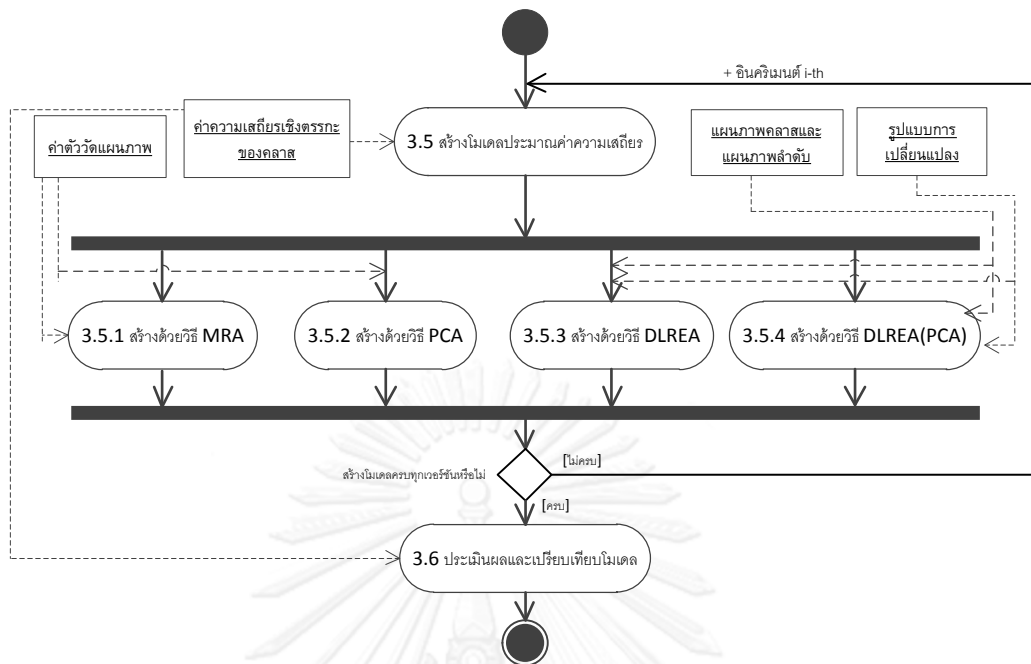 + อินคริเมนต์ i-th
ค่าตัววัดแผนภาพ
ค่าความเสถียรเชิงตรรกะ
ของคลาส
3.5 สร้างโมเดลประมาณค่าความเสถียร
แผนภาพคลาสและ
แผนภาพลำดับ
รูปแบบการ
เปลี่ยนแปลง
3.5.1 สร้างด้วยวิธี MRA
3.5.2 สร้างด้วยวิธี PCA
3.5.3 สร้างด้วยวิธี DLREA
3.5.4 สร้างด้วยวิธี DLREA(PCA)
สร้างโมเดลครบทุกเวอร์ชันหรือไม่
[ไม่ครบ]
[ครบ]
3.6 ประเมินผลและเปรียบเทียบโมเดล